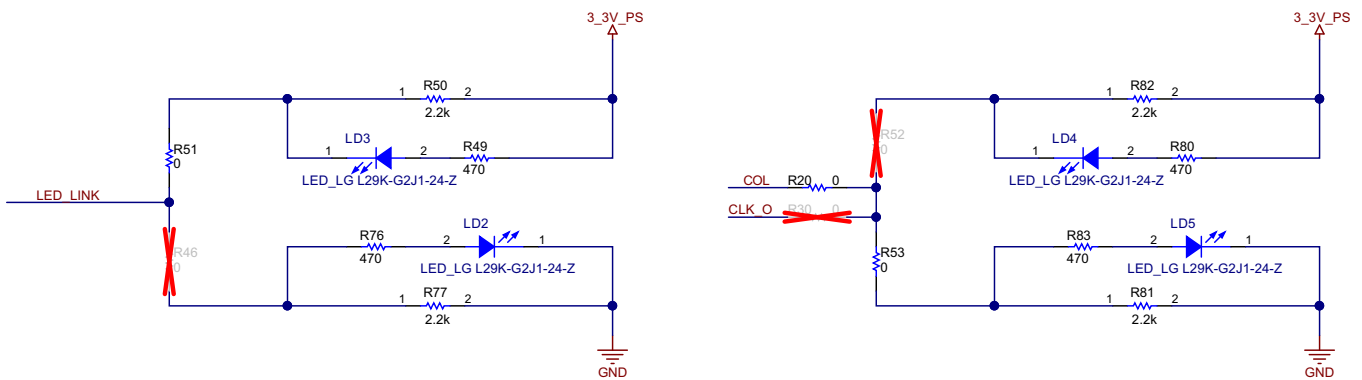 3_3V_PS
R50
1 2
2.2k
LD3
R51
0
1 2
R49
470
LED_LG L29K-G2J1-24-Z
LED_LINK
R46
0
R76
470
LD2
2 1
LED_LG L29K-G2J1-24-Z
R77
1 2
2.2k
GND
3_3V_PS
R82
1 2
2.2k
R52
0
LD4
1 2
R80
470
LED_LG L29K-G2J1-24-Z
COL
R20 0
CLK_O
R30 0
R53
0
R83
470
LD5
2 1
LED_LG L29K-G2J1-24-Z
R81
1 2
2.2k
GND